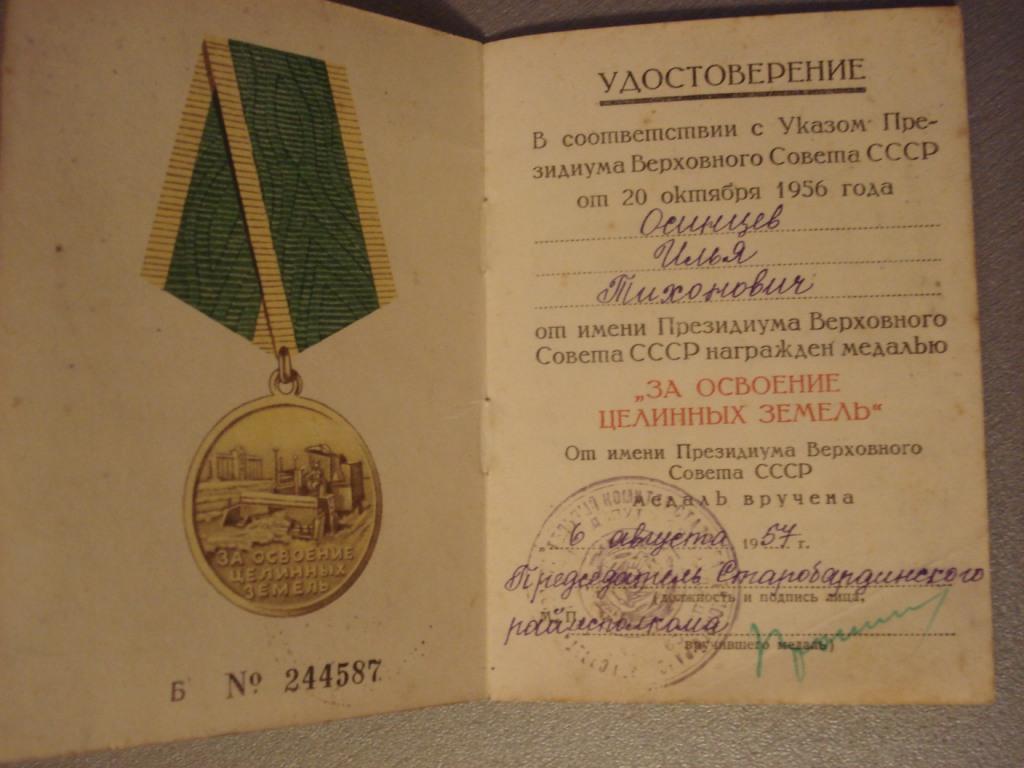 ЗА ОСВОЕНИЕ
ЦЕЛИННЫХ
ЗЕМЕЛЬ
Б № 244587
УДОСТОВЕРЕНИЕ
В соответствии с Указом Пре-
зидиума Верховного Совета СССР
от 20 октября 1956 года
Осинцев
Илья
Тихонович
от имени Президиума Верховного
Совета СССР награжден медалью
„ЗА ОСВОЕНИЕ
ЦЕЛИННЫХ ЗЕМЕЛЬ“
От имени Президиума Верховного
Совета СССР
медаль вручена
6 августа 1957 г.
Председатель Старобардинского
(должность и подпись лица,
райисполкома
вручившего медаль)